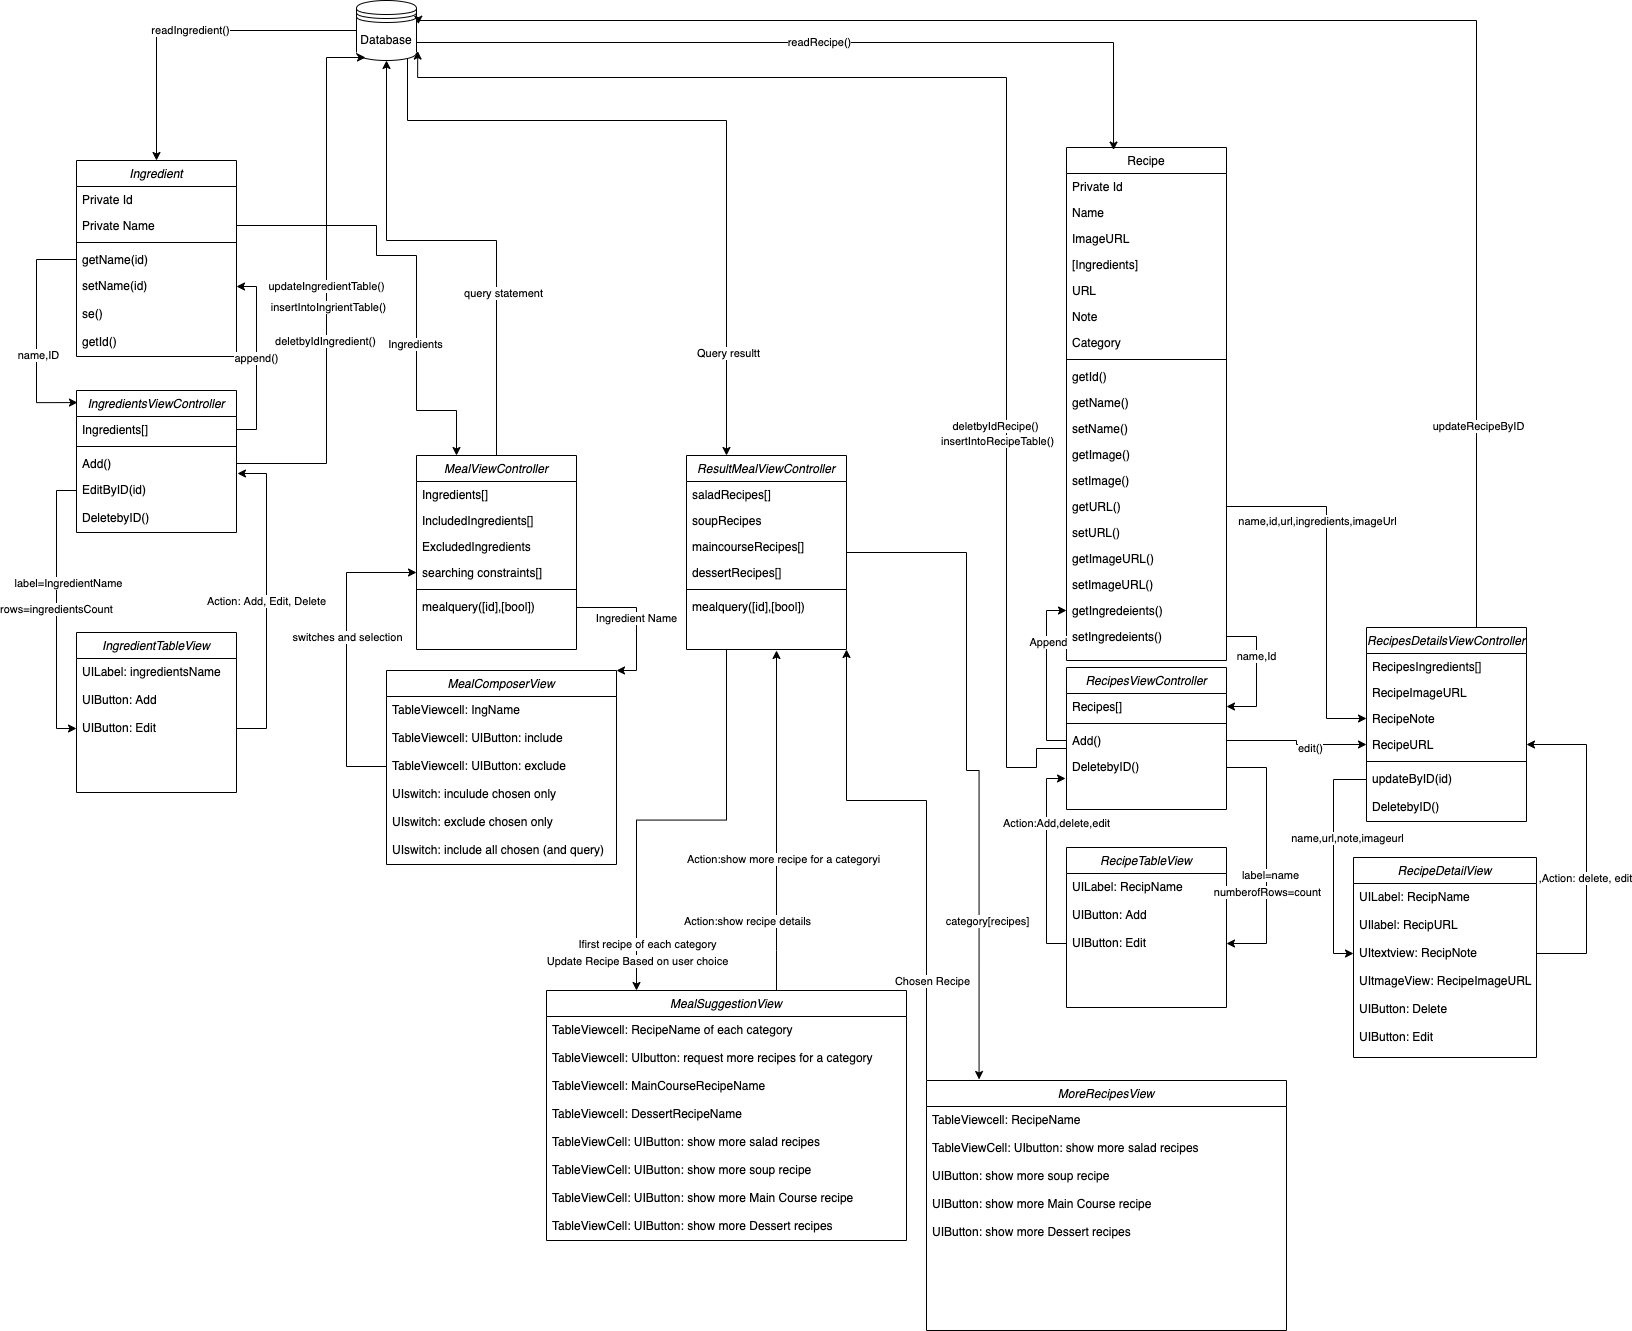 Database
readIngredient()
readRecipe()
Ingredient
Private Id
Private Name
getName(id)
setName(id)
se()
getId()
name,ID
append()
updateIngredientTable()
insertIntoIngrientTable()
deletbyIdIngredient()
Ingredients
query statement
Query resultt
IngredientsViewController
Ingredients[]
Add()
EditByID(id)
DeletebyID()
label=IngredientName
rows=ingredientsCount
Action: Add, Edit, Delete
IngredientTableView
UILabel: ingredientsName
UIButton: Add
UIButton: Edit
MealViewController
Ingredients[]
IncludedIngredients[]
ExcludedIngredients
searching constraints[]
mealquery([id],[bool])
switches and selection
Ingredient Name
MealComposerView
TableViewcell: IngName
TableViewcell: UIButton: include
TableViewcell: UIButton: exclude
UIswitch: inculude chosen only
UIswitch: exclude chosen only
UIswitch: include all chosen (and query)
ResultMealViewController
saladRecipes[]
soupRecipes
maincourseRecipes[]
dessertRecipes[]
mealquery([id],[bool])
Action:show more recipe for a categoryi
Action:show recipe details
Ifirst recipe of each category
Update Recipe Based on user choice
category[recipes]
Chosen Recipe
MealSuggestionView
TableViewcell: RecipeName of each category
TableViewcell: UIbutton: request more recipes for a category
TableViewcell: MainCourseRecipeName
TableViewcell: DessertRecipeName
TableViewCell: UIButton: show more salad recipes
TableViewCell: UIButton: show more soup recipe
TableViewCell: UIButton: show more Main Course recipe
TableViewCell: UIButton: show more Dessert recipes
MoreRecipesView
TableViewcell: RecipeName
TableViewCell: UIbutton: show more salad recipes
UIButton: show more soup recipe
UIButton: show more Main Course recipe
UIButton: show more Dessert recipes
Recipe
Private Id
Name
ImageURL
[Ingredients]
URL
Note
Category
getId()
getName()
setName()
getImage()
setImage()
getURL()
setURL()
getImageURL()
setImageURL()
getIngredeients()
setIngredeients()
deletbyIdRecipe()
insertIntoRecipeTable()
updateRecipeByID
name,id,url,ingredients,imageUrl
Append
name,Id
RecipesViewController
Recipes[]
Add()
DeletebyID()
edit()
Action:Add,delete,edit
label=name
numberofRows=count
RecipeTableView
UILabel: RecipName
UIButton: Add
UIButton: Edit
RecipesDetailsViewController
RecipesIngredients[]
RecipeImageURL
RecipeNote
RecipeURL
updateByID(id)
DeletebyID()
name,url,note,imageurl
,Action: delete, edit
RecipeDetailView
UILabel: RecipName
UIlabel: RecipURL
UItextview: RecipNote
UItmageView: RecipeImageURL
UIButton: Delete
UIButton: Edit